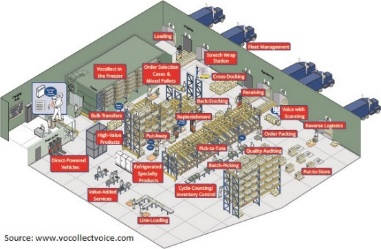 Loading
Fleet Management
Stretch Wrap
Station
Vocollect in
the Freezer
Order Selection
Cases &
Mixed Pallets
Cross-Docking
Receiving
Back Stocking
Voice with
Scanning
Bulk Transfers
Replenishment
Reverse Logistics
High-Value
Products
Put-Away
Order Packing
Pick-to-Tote
Quality Auditing
Direct-Powered
Vehicles
Refrigerated
Specialty
Products
Batch-Picking
Put-to-Store
Value-Added
Services
Cycle-Counting/
Inventory Control
Line-Loading
Source: www.vocollectvoice.com